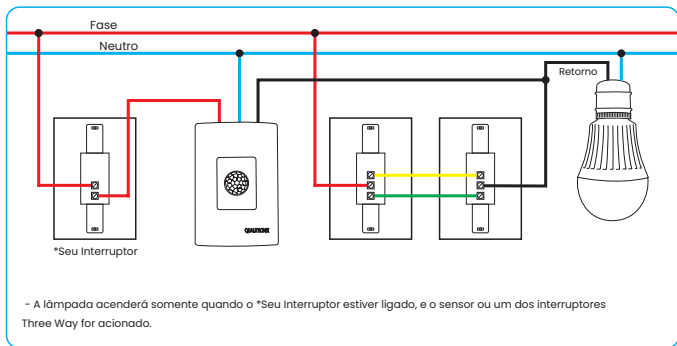 Fase
Neutro
Retorno
QUALITRONIX
*Seu Interruptor
- A lâmpada acenderá somente quando o *Seu Interruptor estiver ligado, e o sensor ou um dos interruptores
Three Way for acionado.